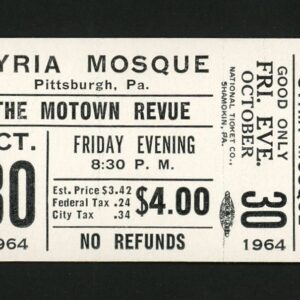 YRIA MOSQUE
Pittsburgh, Pa.
THE MOTOWN REVUE
CT.
30
1964
FRIDAY EVENING
8:30 P. M.
Est. Price $3.42
Federal Tax .24
City Tax .34
$4.00
NO REFUNDS
NATIONAL TICKET CO., SHAMOKIN, PA.
GOOD ONLY
FRI. EVE.
OCTOBER
30
1964